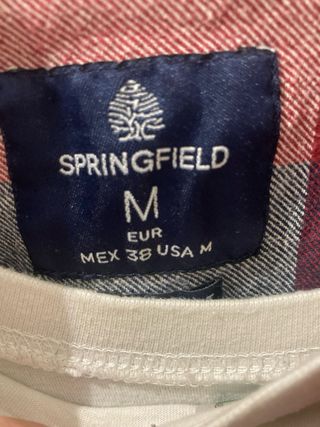 SPRINGFIELD
M
EUR
MEX 38 USA M